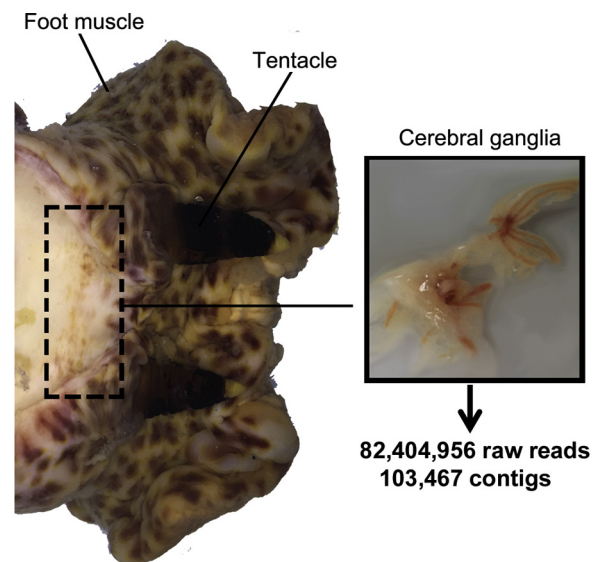 Foot muscle
Tentacle
Cerebral ganglia
82,404,956 raw reads
103,467 contigs